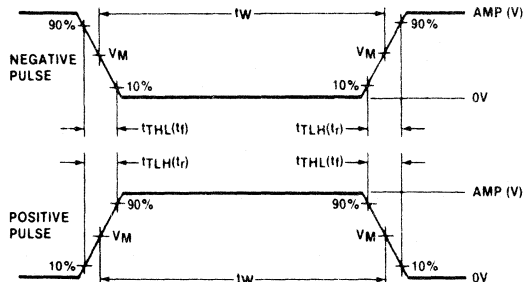 tW
AMP (V)
90%
90%
VM
VM
NEGATIVE
PULSE
10%
10%
0V
tTHL(tf)
tTLH(tr)
tTLH(tr)
tTHL(tf)
AMP (V)
90%
90%
POSITIVE
PULSE
VM
VM
10%
10%
tW
0V